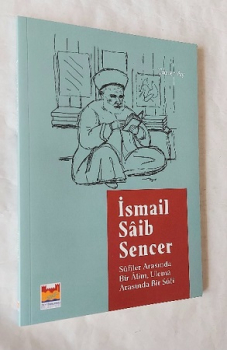 İsmail
Sâib
Sencer
Sûfîler Arasında
Bir Âlim, Ulema
Arasında Bir Sûfî